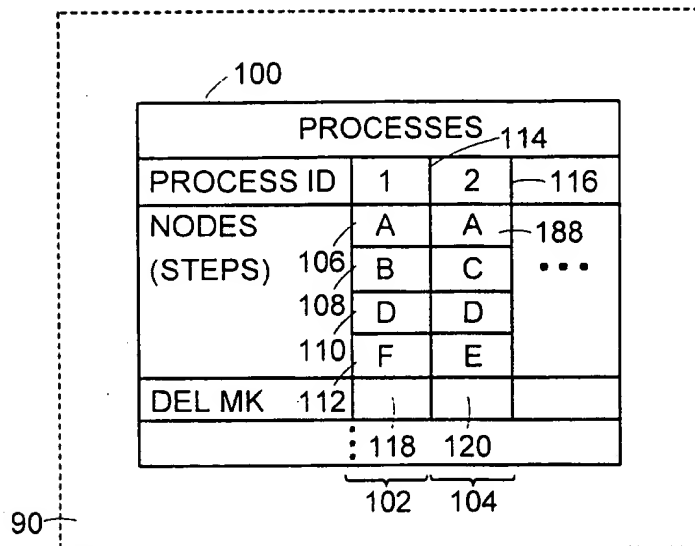 100
PROCESSES
114
PROCESS ID 1 2 116
NODES A A 188
(STEPS) 106 B C • • •
108 D D
110 F E
DEL MK 112
118 120
102 104
90